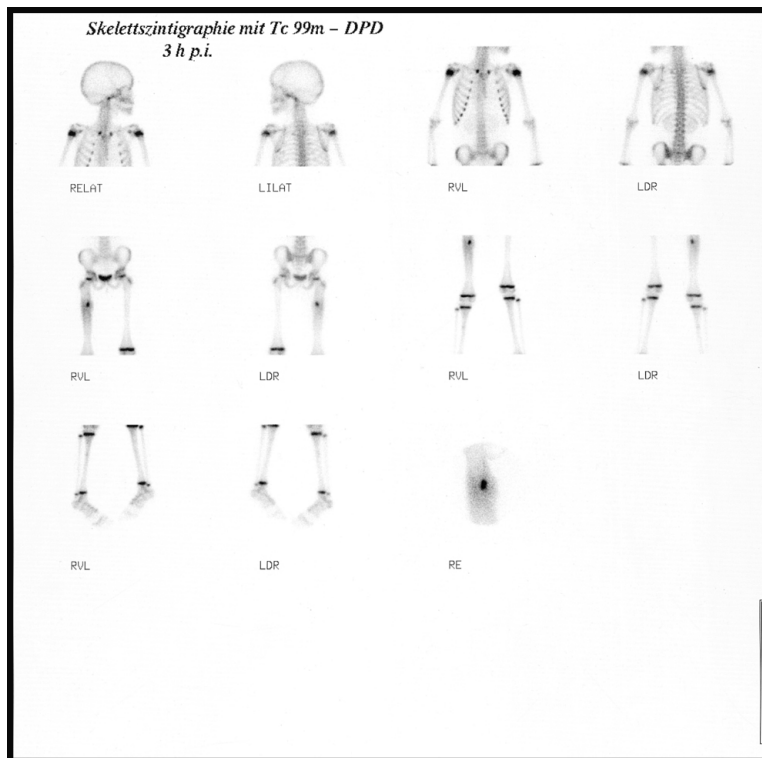 Skelettszintigraphie mit Tc 99m – DPD
3 h p.i.
RELAT
LILAT
RVL
LDR
RVL
LDR
RVL
LDR
RVL
LDR
RE